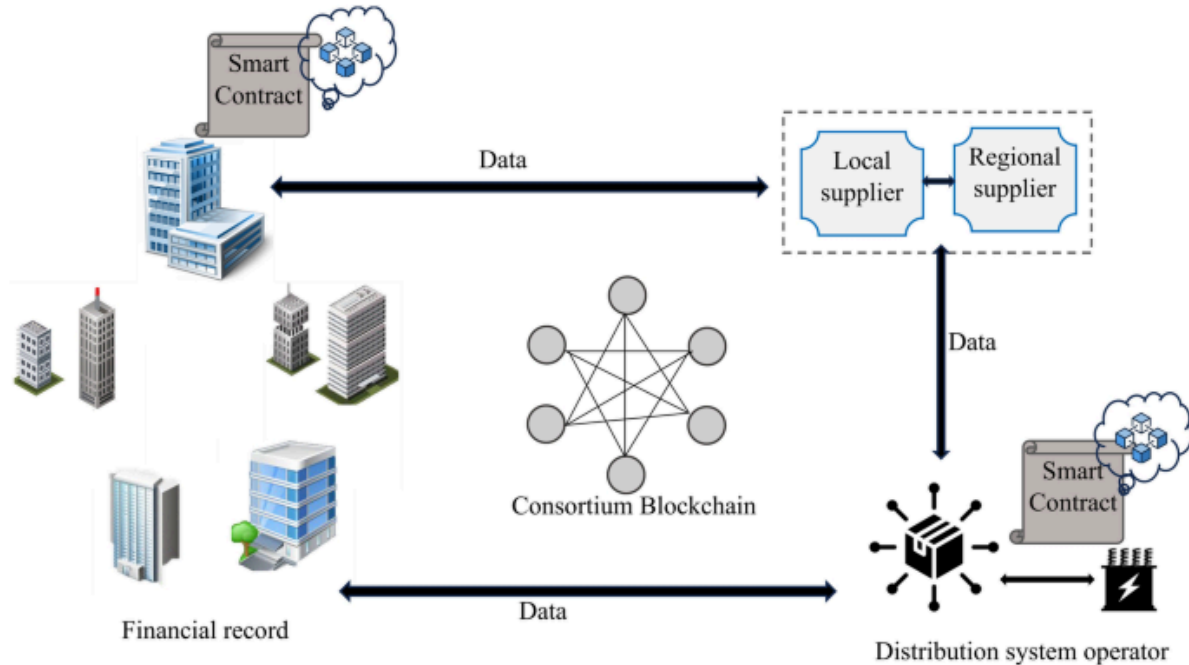 Smart
Contract
Data
Local
supplier
Regional
supplier
Data
Consortium Blockchain
Smart
Contract
Data
Financial record
Distribution system operator